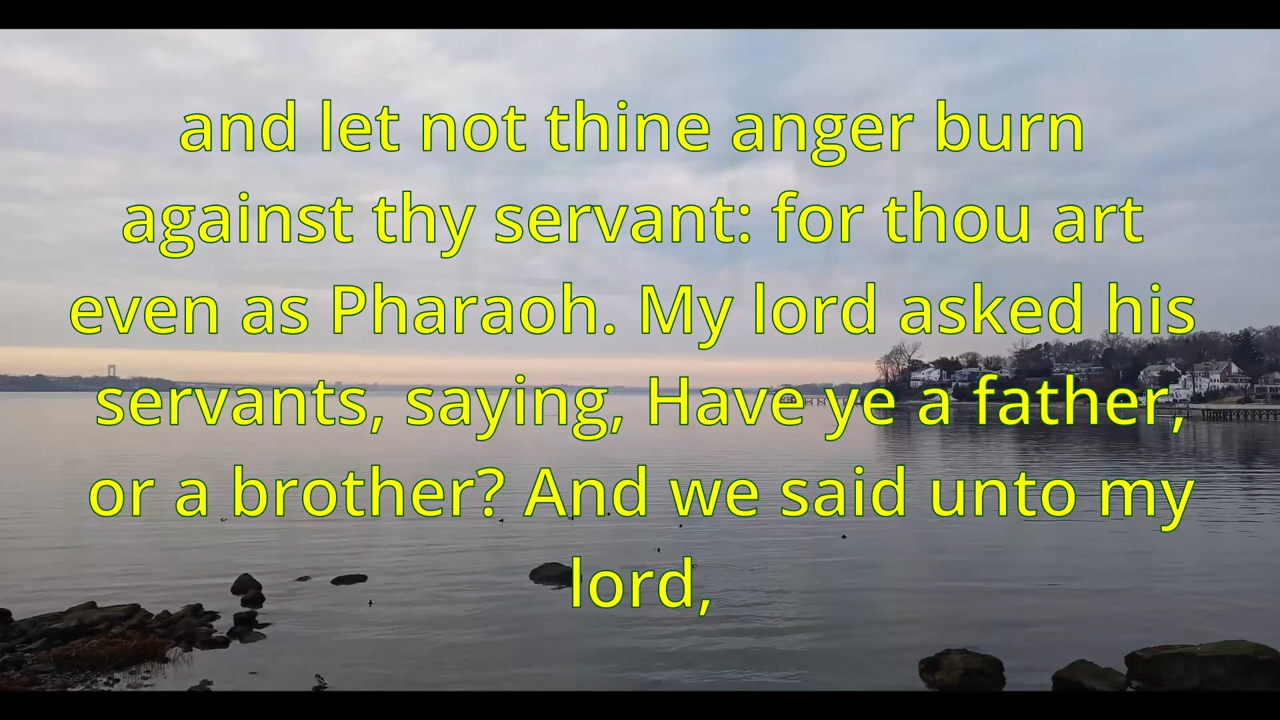 and let not thine anger burn
against thy servant: for thou art
even as Pharaoh. My lord asked his
servants, saying, Have ye a father,
or a brother? And we said unto my
lord,